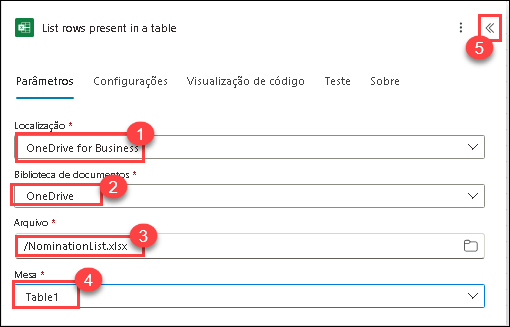 List rows present in a table
5
Parâmetros Configurações Visualização de código Teste Sobre
Localização *
1
OneDrive for Business
Biblioteca de documentos *
2
OneDrive
Arquivo *
3
/NominationList.xlsx
Mesa *
4
Table1